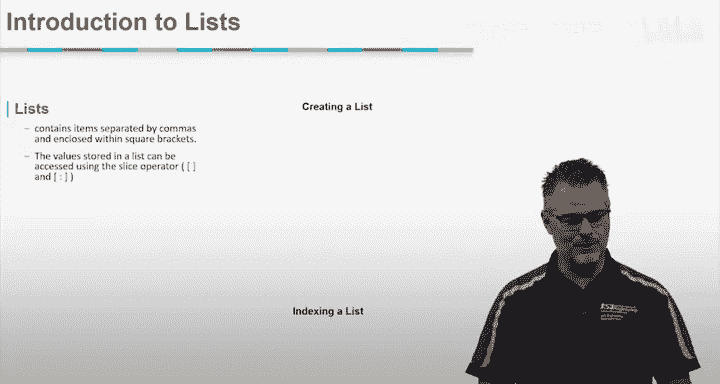 Introduction to Lists
Lists
– contains items separated by commas
and enclosed within square brackets.
– The values stored in a list can be
accessed using the slice operator ( [ ]
and [ : ] )
Creating a List
Indexing a List